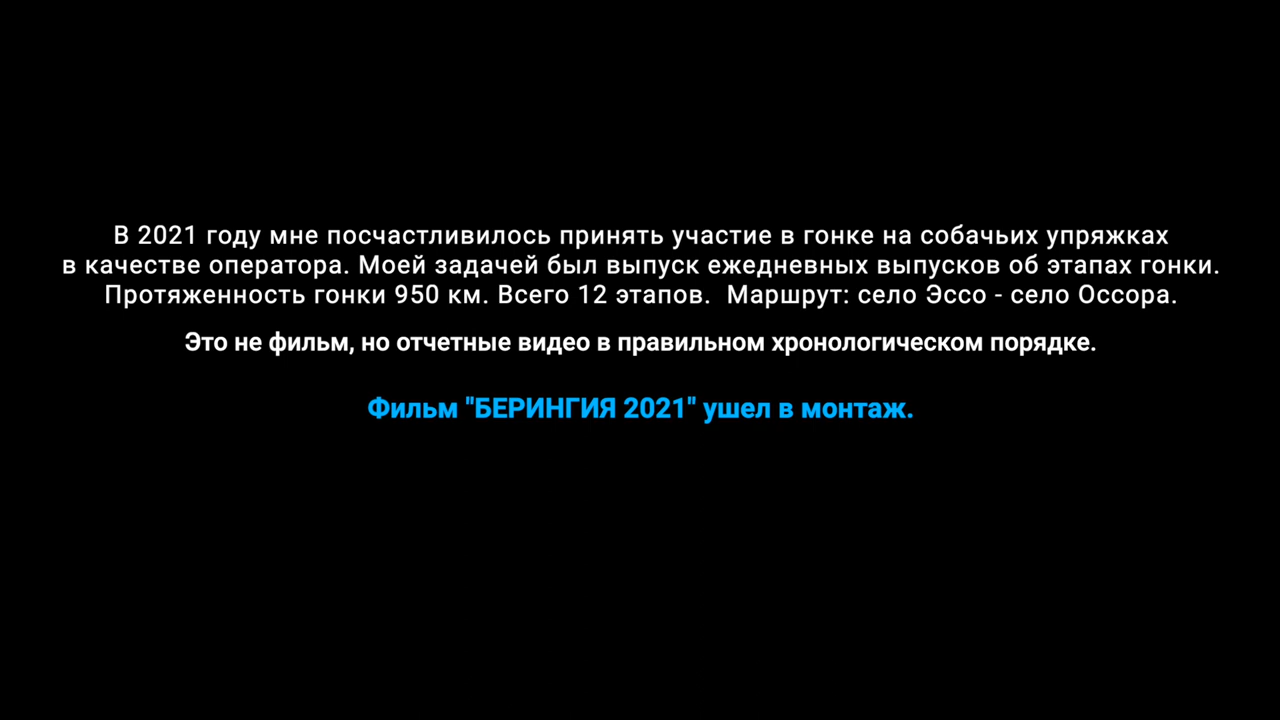 В 2021 году мне посчастливилось принять участие в гонке на собачьих упряжках
в качестве оператора. Моей задачей был выпуск ежедневных выпусков об этапах гонки.
Протяженность гонки 950 км. Всего 12 этапов.  Маршрут: село Эссо - село Оссора.
Это не фильм, но отчетные видео в правильном хронологическом порядке.
Фильм "БЕРИНГИЯ 2021" ушел в монтаж.